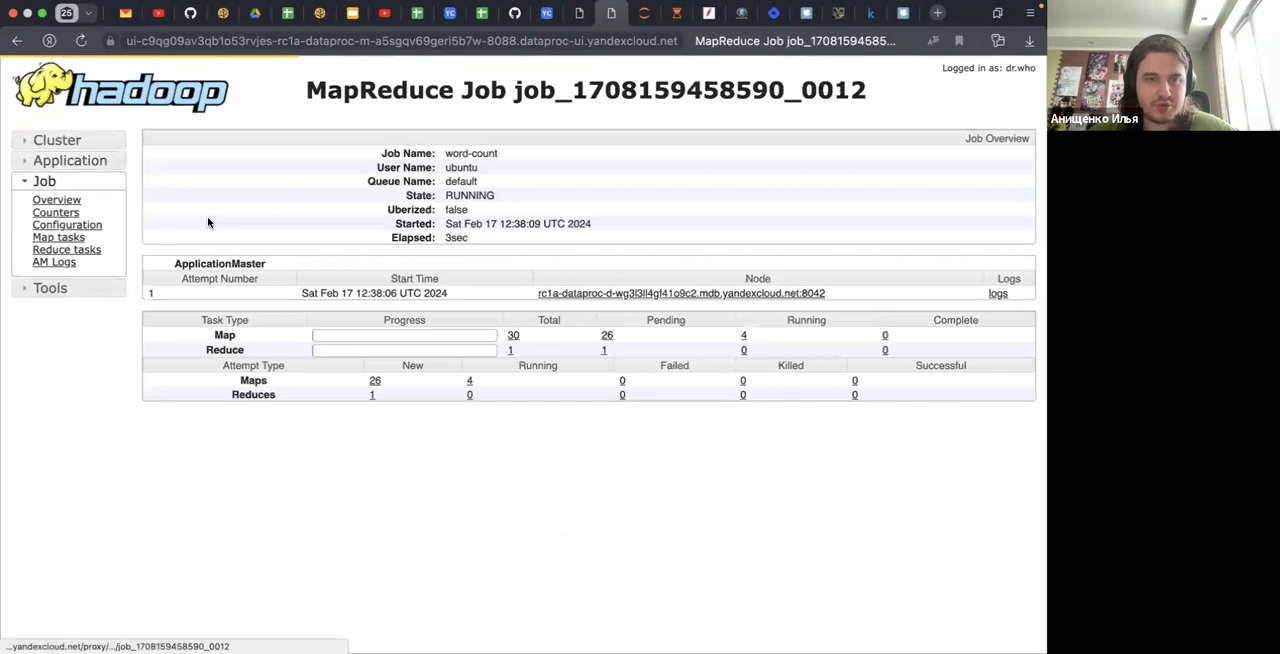 25
ui-c9qg09av3qb1o53rvjes-rc1a-dataproc-m-a5sgqv69geri5b7w-8088.dataproc-ui.yandexcloud.net MapReduce Job job_17081594585...
Logged in as: dr.who
hadoop
MapReduce Job job_1708159458590_0012
Анищенко Илья
Cluster
Application
Job
Overview
Counters
Configuration
Map tasks
Reduce tasks
AM Logs
Tools
Job Overview
Job Name: word-count
User Name: ubuntu
Queue Name: default
State: RUNNING
Uberized: false
Started: Sat Feb 17 12:38:09 UTC 2024
Elapsed: 3sec
ApplicationMaster
Attempt Number Start Time Node Logs
1 Sat Feb 17 12:38:06 UTC 2024 rc1a-dataproc-d-wg3l3ll4gf41o9c2.mdb.yandexcloud.net:8042 logs
Task Type Progress Total Pending Running Complete
Map 30 26 4 0
Reduce 1 1 0 0
Attempt Type New Running Failed Killed Successful
Maps 26 4 0 0 0
Reduces 1 0 0 0 0
...yandexcloud.net/proxy/.../job_1708159458590_0012